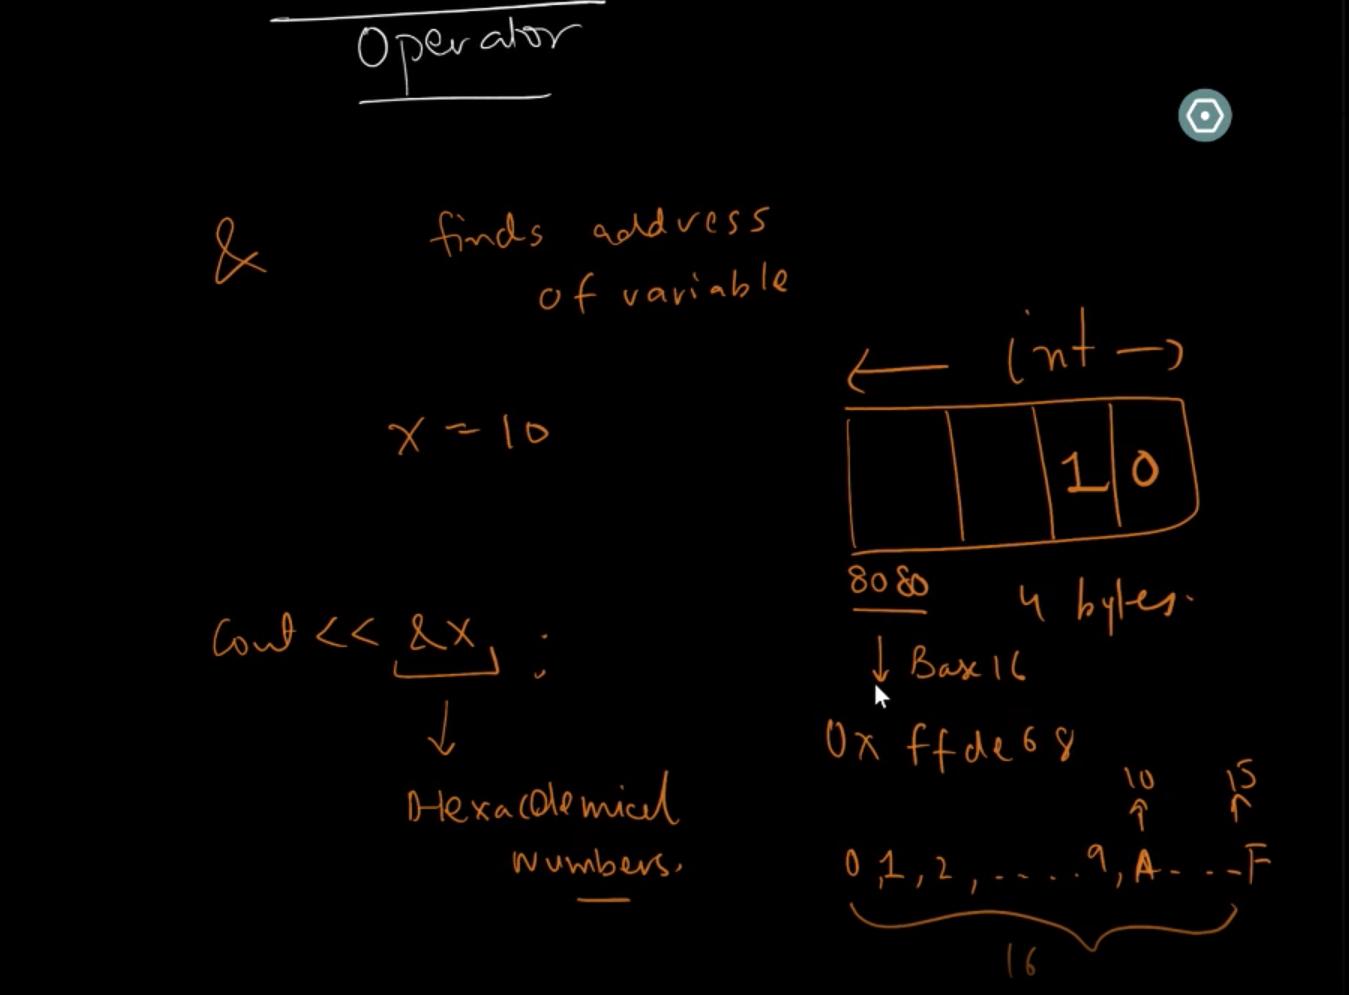 Operator
& finds address
of variable
← int →
x = 10
1 0
8080
4 bytes.
cout << &x ;
↓ Base 16
↓
0x ffde68
10 15
Numbers.
0,1,2,.....9,A....F
16